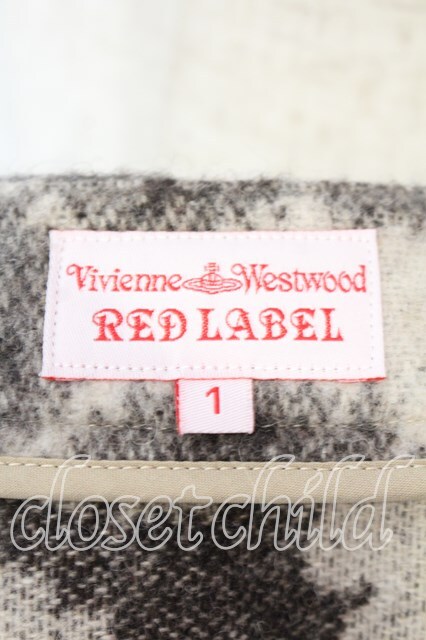 Vivienne Westwood
RED LABEL
1
closet child